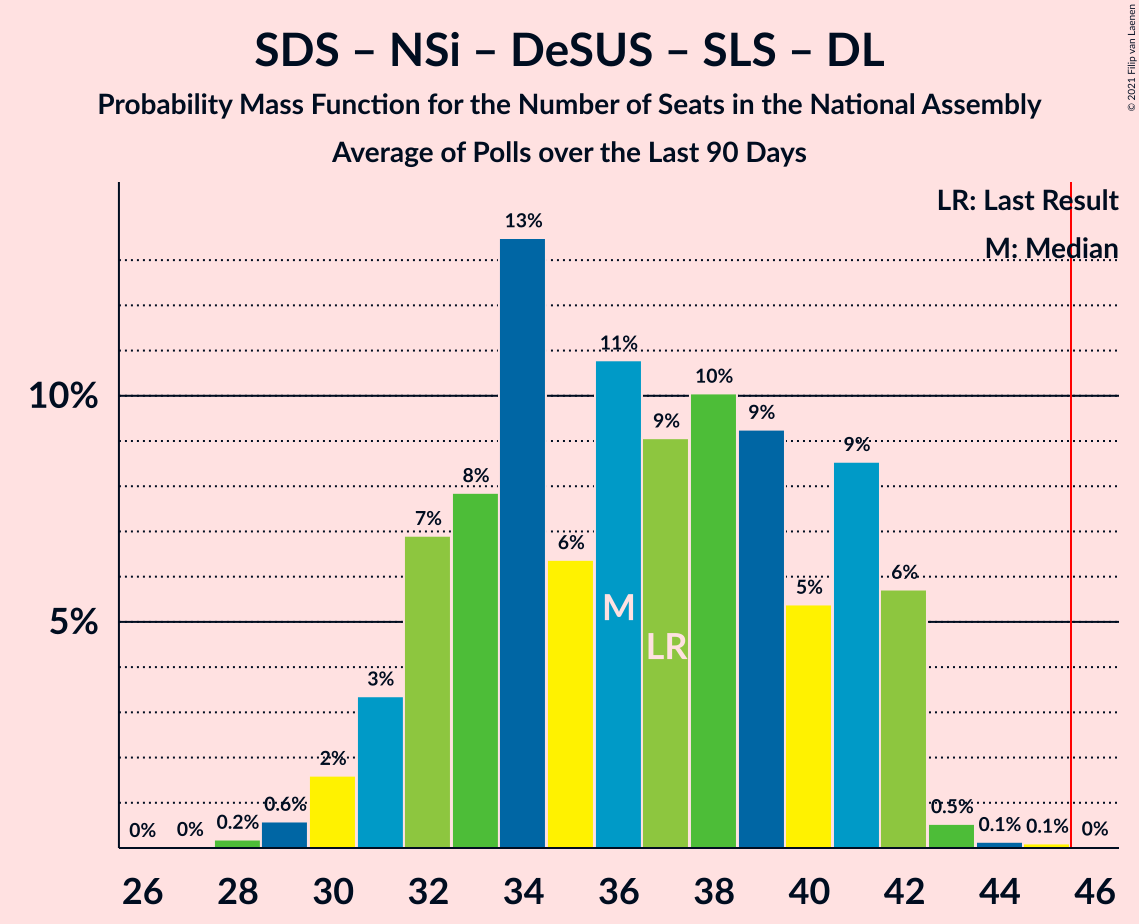 SDS – NSi – DeSUS – SLS – DL
Probability Mass Function for the Number of Seats in the National Assembly
Average of Polls over the Last 90 Days
© 2021 Filip van Laenen
LR: Last Result
M: Median
10%
5%
0%
0%
0.2%
0.6%
2%
3%
7%
8%
13%
6%
11%
9%
10%
9%
5%
9%
6%
0.5%
0.1%
0.1%
0%
M
LR
26 28 30 32 34 36 38 40 42 44 46